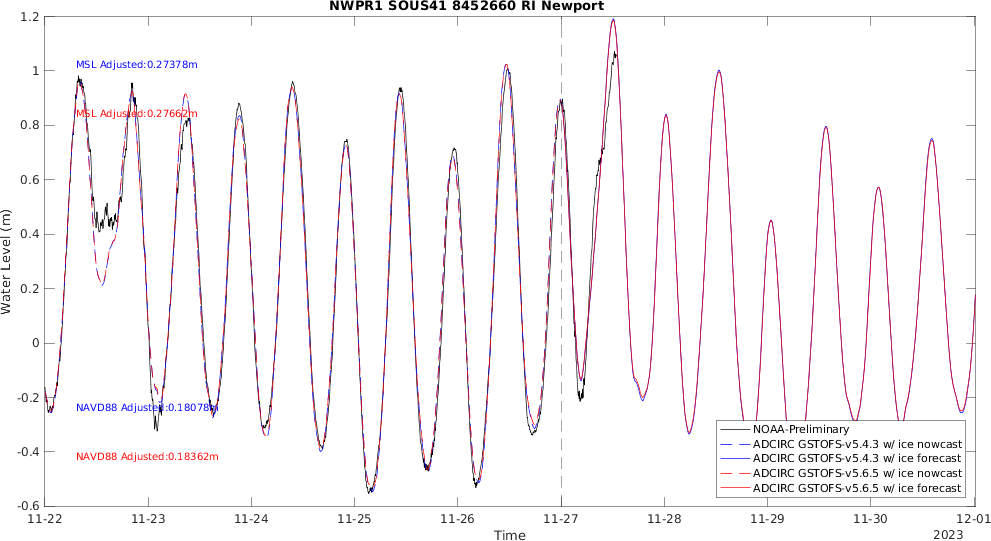 NWPR1 SOUS41 8452660 RI Newport
1.2
1
0.8
0.6
0.4
0.2
0
-0.2
-0.4
-0.6
Water Level (m)
MSL Adjusted:0.27378m
MSL Adjusted:0.27662m
NAVD88 Adjusted:0.18078m
NAVD88 Adjusted:0.18362m
NOAA-Preliminary
ADCIRC GSTOFS-v5.4.3 w/ ice nowcast
ADCIRC GSTOFS-v5.4.3 w/ ice forecast
ADCIRC GSTOFS-v5.6.5 w/ ice nowcast
ADCIRC GSTOFS-v5.6.5 w/ ice forecast
11-22 11-23 11-24 11-25 11-26 11-27 11-28 11-29 11-30 12-01
Time
2023